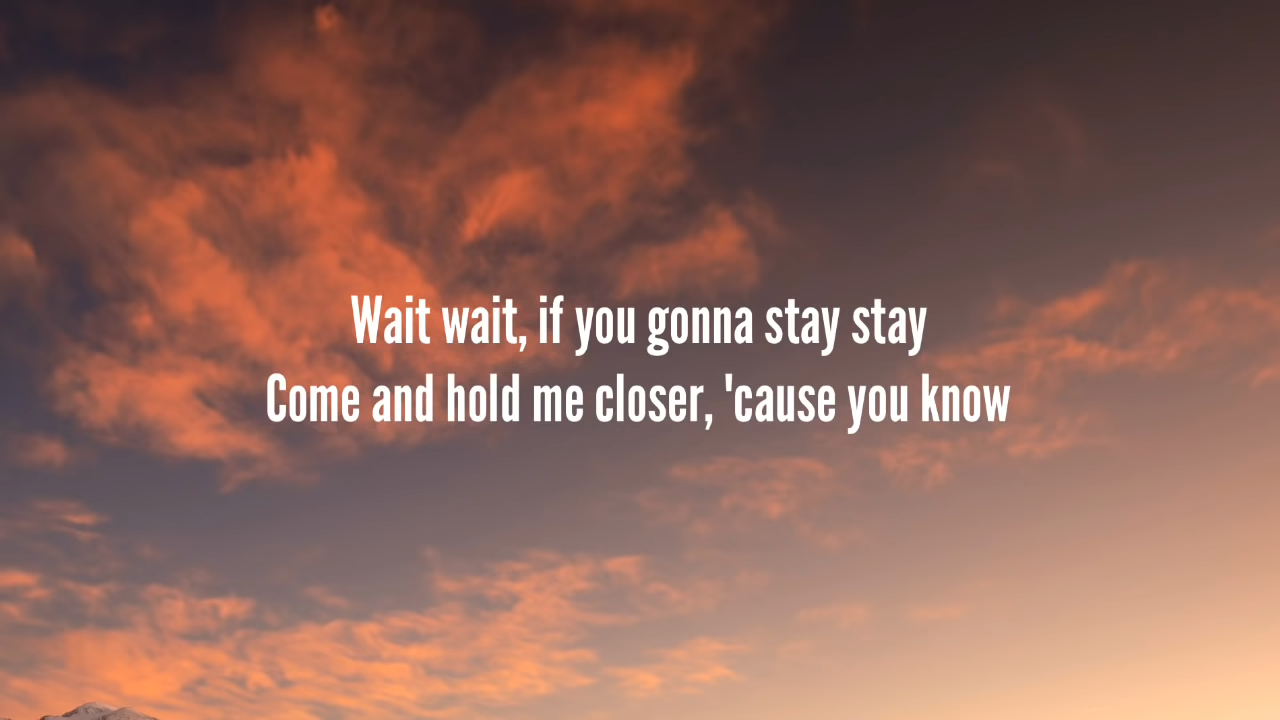 Wait wait, if you gonna stay stay
Come and hold me closer, 'cause you know